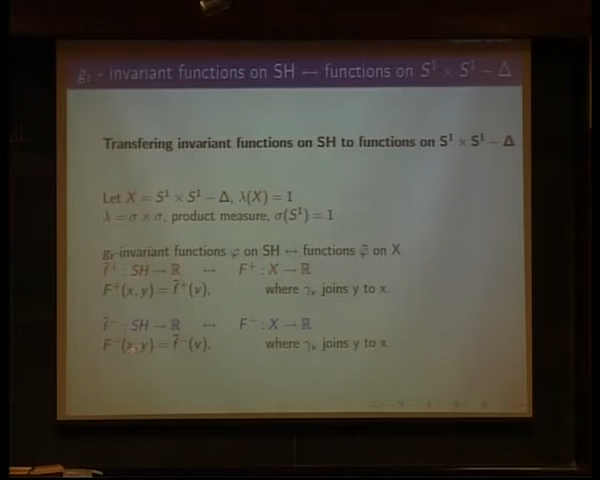 g_t - invariant functions on SH ↔ functions on S¹ × S¹ − Δ
Transfering invariant functions on SH to functions on S¹ × S¹ − Δ
Let X = S¹ × S¹ − Δ, λ(X) = 1
λ = σ × σ, product measure, σ(S¹) = 1
g_t-invariant functions φ on SH ↔ functions φ̃ on X
f̃⁺ : SH → ℝ ↔ F⁺ : X → ℝ
F⁺(x, y) = f̃⁺(v), where γ_v joins y to x.
f̃⁻ : SH → ℝ ↔ F⁻ : X → ℝ
F⁻(x, y) = f̃⁻(v), where γ_v joins y to x.